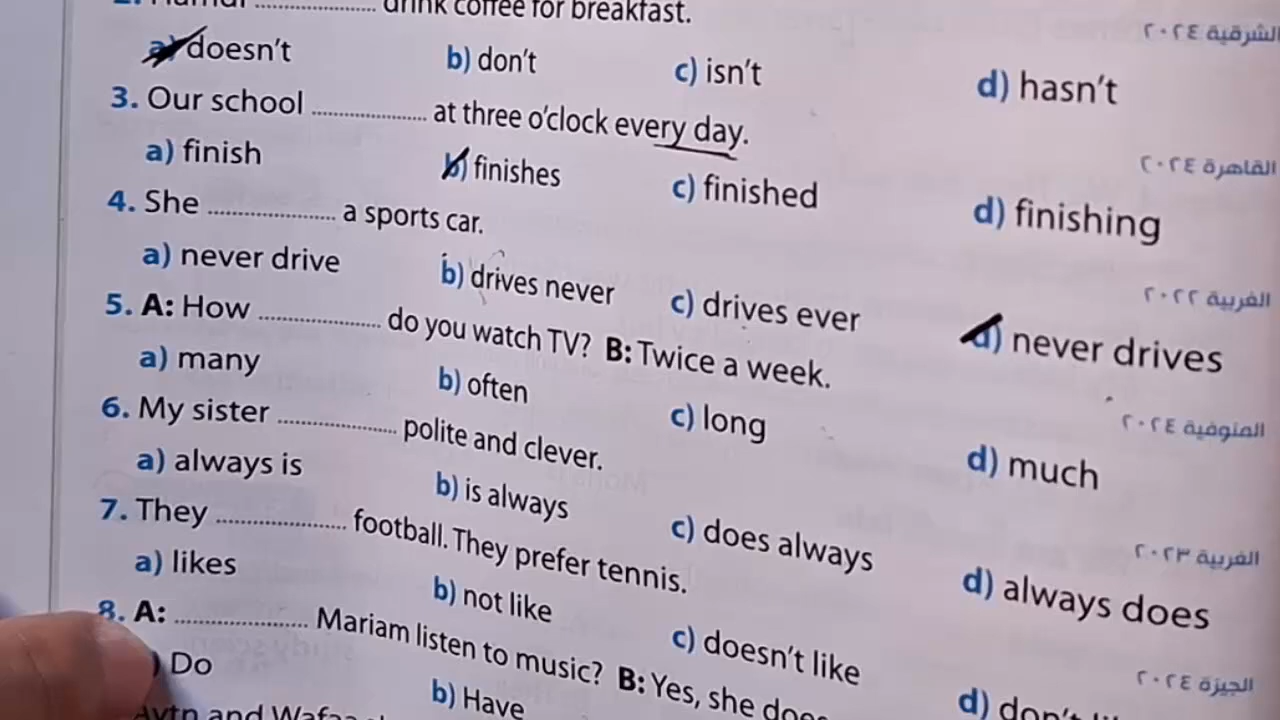 drink coffee for breakfast.
الشرقية ٢٠٢٤
a) doesn't b) don't c) isn't d) hasn't
3. Our school .................... at three o'clock every day.
القاهرة ٢٠٢٤
a) finish b) finishes c) finished d) finishing
4. She .................... a sports car.
الغربية ٢٠٢٢
a) never drive b) drives never c) drives ever d) never drives
5. A: How .................... do you watch TV? B: Twice a week.
المنوفية ٢٠٢٤
a) many b) often c) long d) much
6. My sister .................... polite and clever.
الغربية ٢٠٢٣
a) always is b) is always c) does always d) always does
7. They .................... football. They prefer tennis.
الجيزة ٢٠٢٤
a) likes b) not like c) doesn't like d)
8. A: .................... Mariam listen to music? B: Yes, she
) Do b) Have